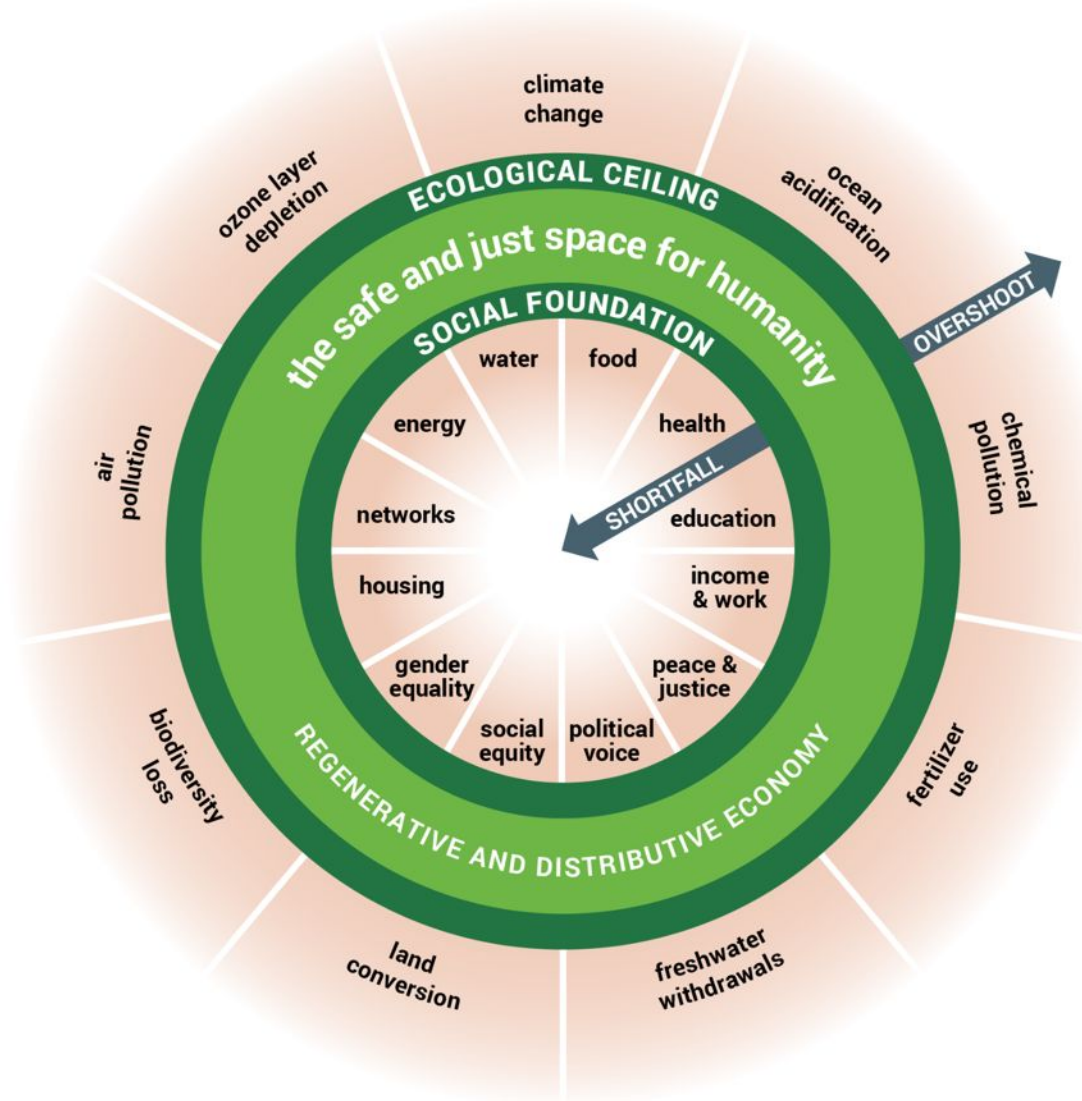 climate
change
ozone layer
depletion
ocean
acidification
ECOLOGICAL CEILING
the safe and just space for humanity
SOCIAL FOUNDATION
OVERSHOOT
water
food
energy
health
SHORTFALL
networks
education
housing
income
& work
gender
equality
peace &
justice
social
equity
political
voice
air
pollution
chemical
pollution
REGENERATIVE AND DISTRIBUTIVE ECONOMY
biodiversity
loss
fertilizer
use
land
conversion
freshwater
withdrawals